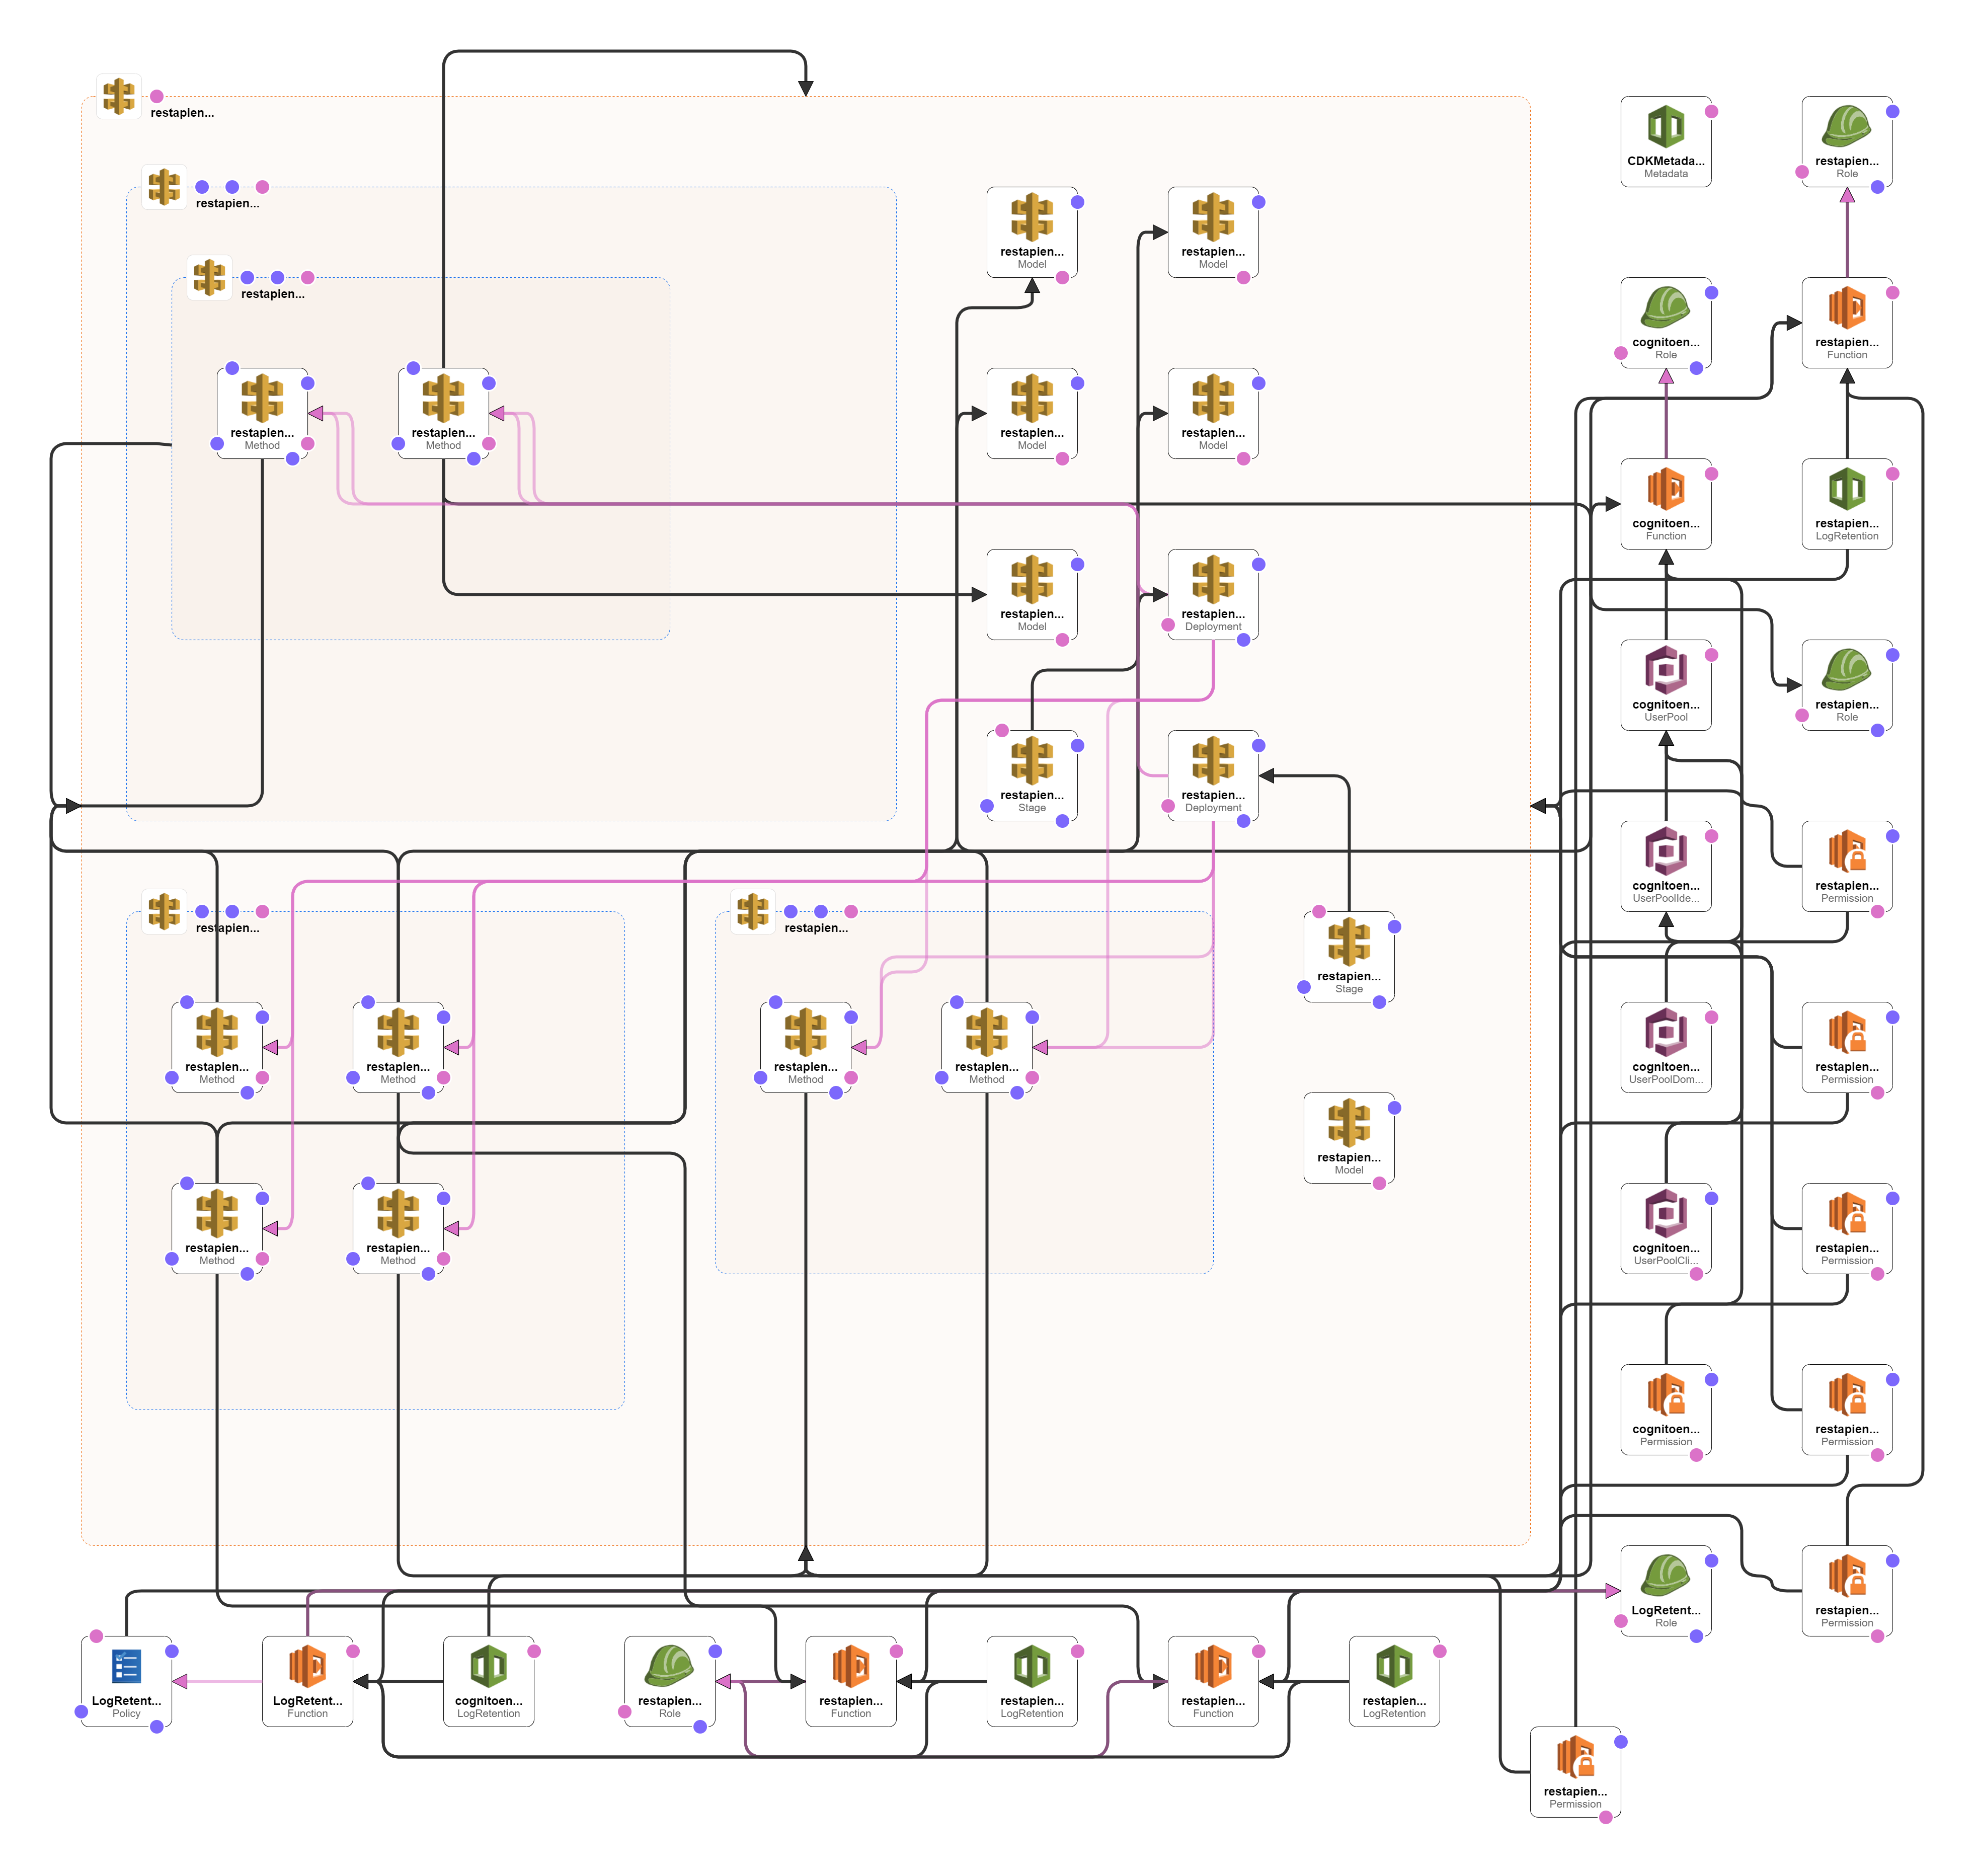 restapien...
CDKMetada...
Metadata
restapien...
Role
restapien...
restapien...
Model
restapien...
Model
restapien...
cognitoen...
Role
restapien...
Function
restapien...
Method
restapien...
Method
restapien...
Model
restapien...
Model
cognitoen...
Function
restapien...
LogRetention
restapien...
Model
restapien...
Deployment
cognitoen...
UserPool
restapien...
Role
restapien...
Stage
restapien...
Deployment
cognitoen...
UserPoolIde...
restapien...
Permission
restapien...
restapien...
restapien...
Stage
restapien...
Method
restapien...
Method
restapien...
Method
restapien...
Method
cognitoen...
UserPoolDom...
restapien...
Permission
restapien...
Model
restapien...
Method
restapien...
Method
cognitoen...
UserPoolCli...
restapien...
Permission
cognitoen...
Permission
restapien...
Permission
LogRetent...
Role
restapien...
Permission
LogRetent...
Policy
LogRetent...
Function
cognitoen...
LogRetention
restapien...
Role
restapien...
Function
restapien...
LogRetention
restapien...
Function
restapien...
LogRetention
restapien...
Permission